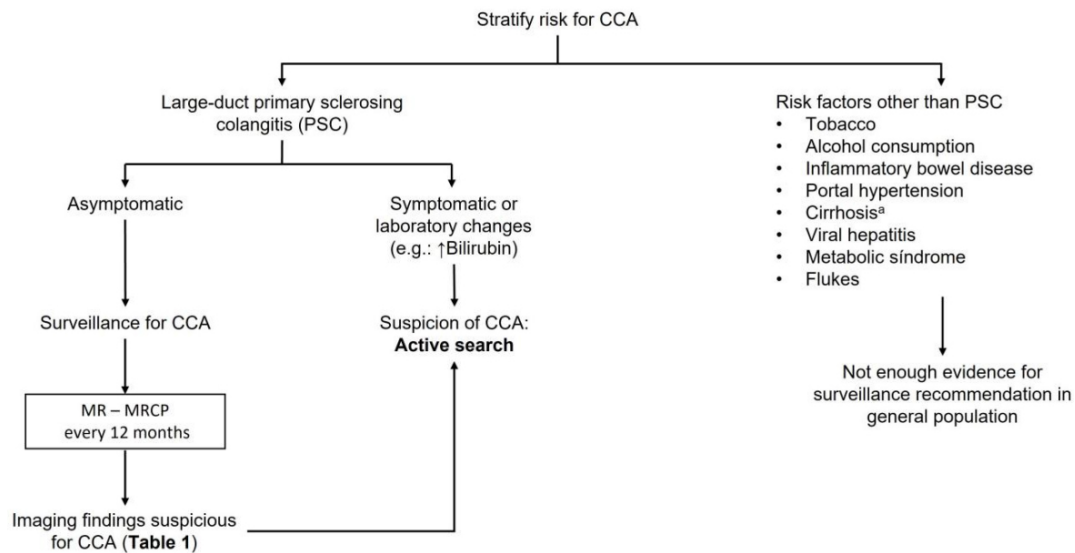 Stratify risk for CCA
Large-duct primary sclerosing
colangitis (PSC)
Asymptomatic
Surveillance for CCA
MR – MRCP
every 12 months
Imaging findings suspicious
for CCA (Table 1)
Symptomatic or
laboratory changes
(e.g.: ↑Bilirubin)
Suspicion of CCA:
Active search
Risk factors other than PSC
• Tobacco
• Alcohol consumption
• Inflammatory bowel disease
• Portal hypertension
• Cirrhosisᵃ
• Viral hepatitis
• Metabolic síndrome
• Flukes
Not enough evidence for
surveillance recommendation in
general population